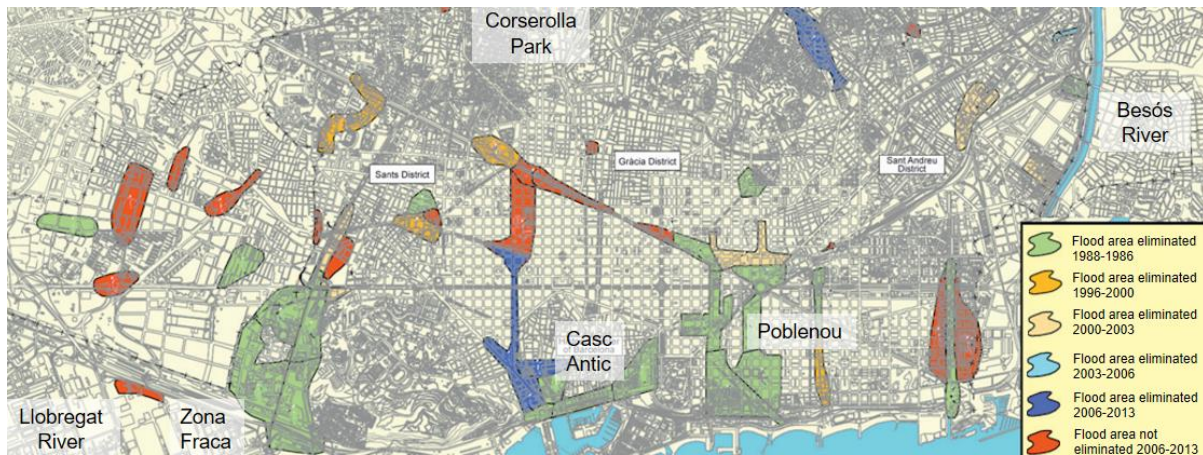 Corserolla
Park
Besós
River
Gràcia District
Sant Andreu
District
Sants District
Flood area eliminated
1988-1986
Flood area eliminated
1996-2000
Flood area eliminated
2000-2003
Casc
Antic
of Barcelona
Poblenou
Flood area eliminated
2003-2006
Flood area eliminated
2006-2013
Llobregat
River
Zona
Fraca
Flood area not
eliminated 2006-2013